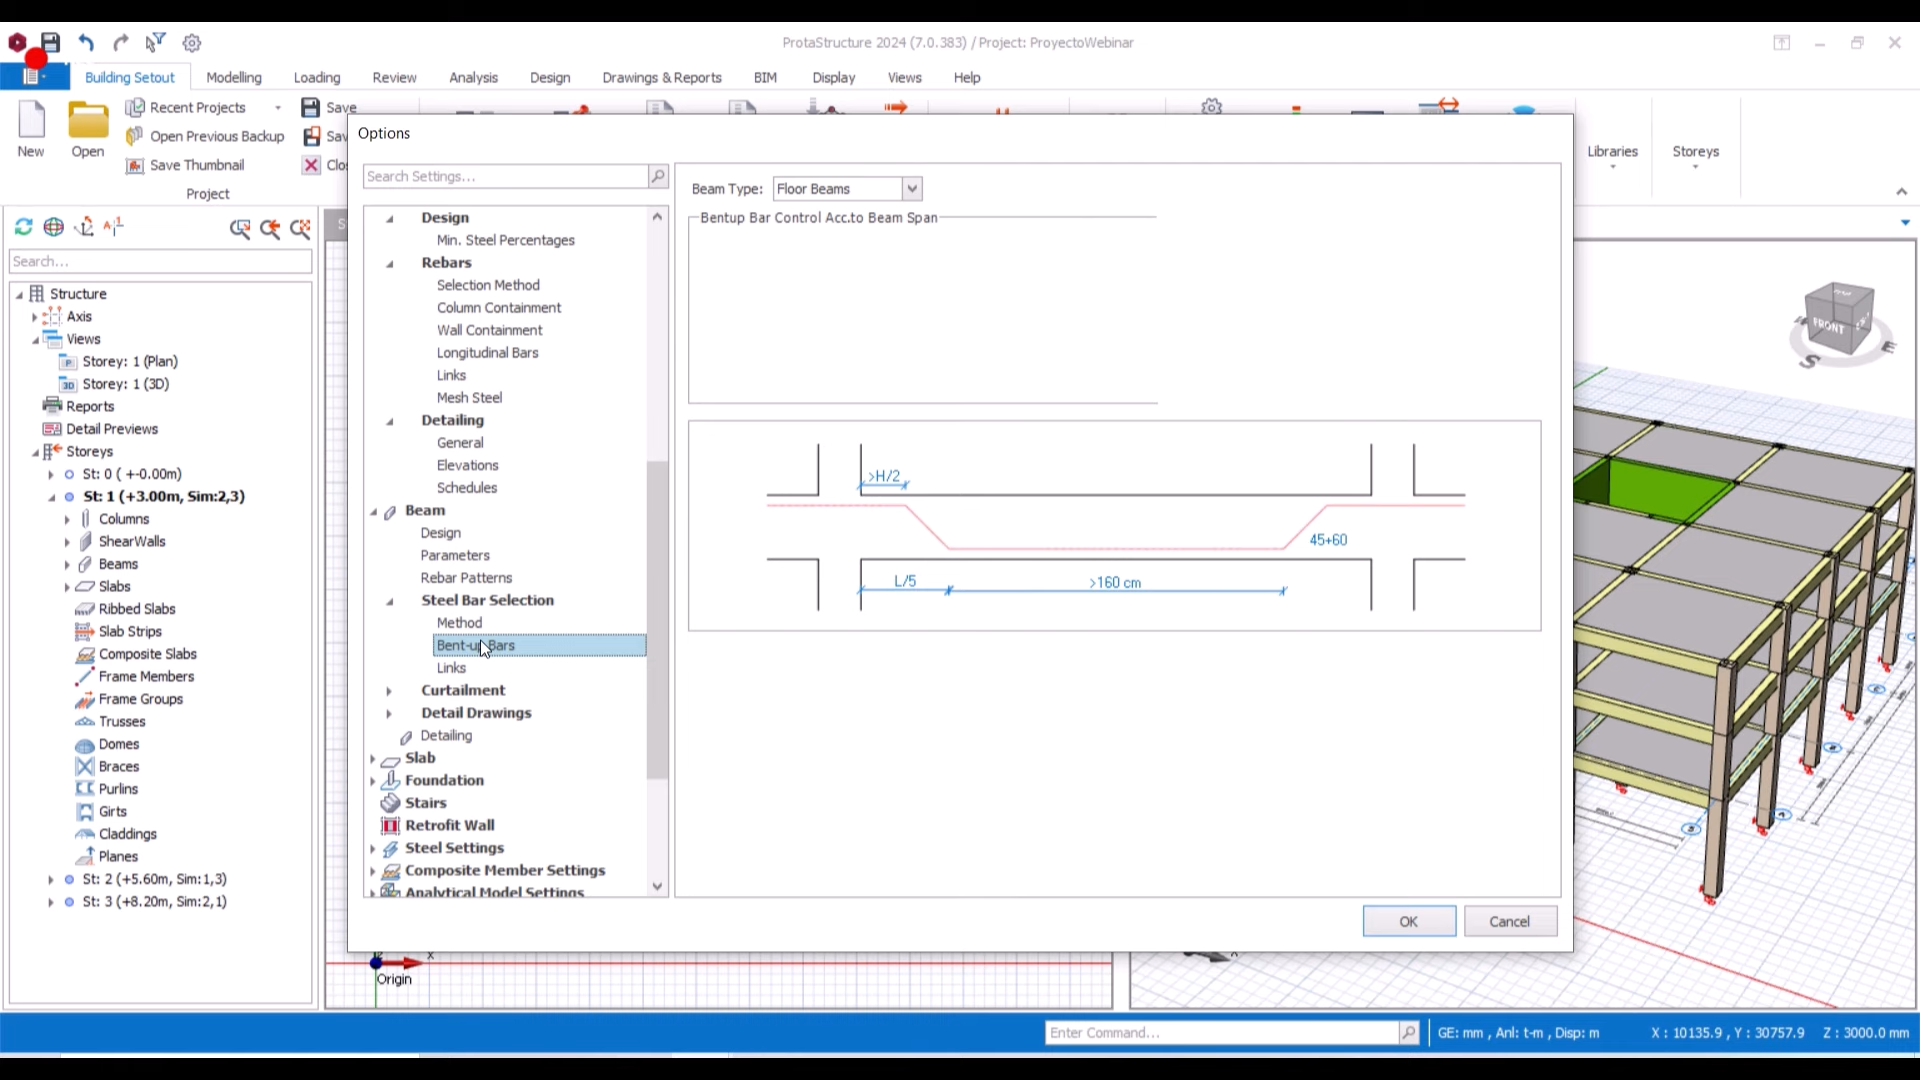 ProtaStructure 2024 (7.0.383) / Project: ProyectoWebinar
Building Setout
Modelling
Loading
Review
Analysis
Design
Drawings & Reports
BIM
Display
Views
Help
New
Open
Recent Projects
Open Previous Backup
Save Thumbnail
Save
Project
Libraries
Storeys
Search...
Structure
Axis
Views
Storey: 1 (Plan)
Storey: 1 (3D)
Reports
Detail Previews
Storeys
St: 0 ( +-0.00m)
St: 1 (+3.00m, Sim:2,3)
Columns
ShearWalls
Beams
Slabs
Ribbed Slabs
Slab Strips
Composite Slabs
Frame Members
Frame Groups
Trusses
Domes
Braces
Purlins
Girts
Claddings
Planes
St: 2 (+5.60m, Sim:1,3)
St: 3 (+8.20m, Sim:2,1)
Options
Search Settings...
Design
Min. Steel Percentages
Rebars
Selection Method
Column Containment
Wall Containment
Longitudinal Bars
Links
Mesh Steel
Detailing
General
Elevations
Schedules
Beam
Design
Parameters
Rebar Patterns
Steel Bar Selection
Method
Bent-up Bars
Links
Curtailment
Detail Drawings
Detailing
Slab
Foundation
Stairs
Retrofit Wall
Steel Settings
Composite Member Settings
Analytical Model Settings
Beam Type: Floor Beams
Bentup Bar Control Acc.to Beam Span
>H/2
45+60
L/5
>160 cm
OK
Cancel
FRONT
S
E
x
Origin
Enter Command...
GE: mm , Anl: t-m , Disp: m
X : 10135.9 , Y : 30757.9
Z : 3000.0 mm